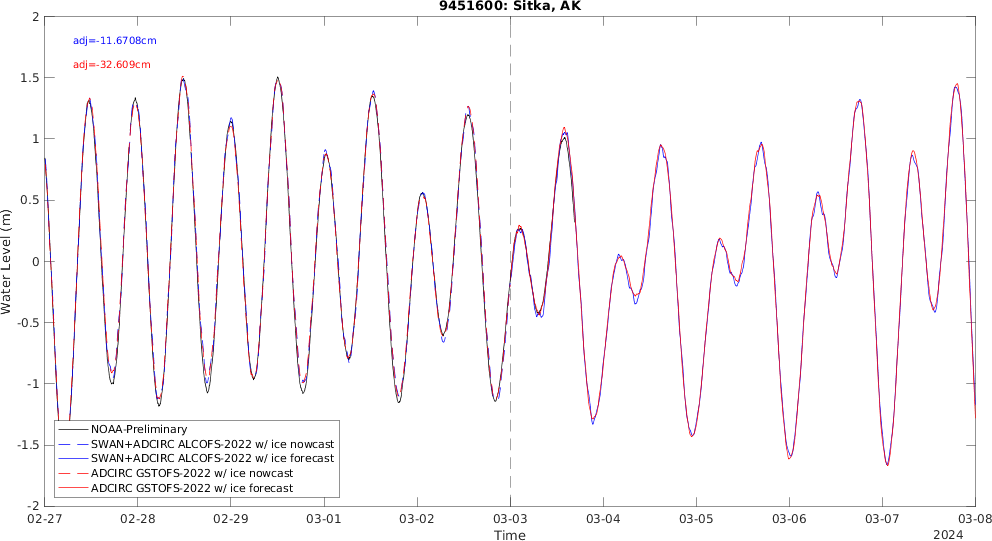 9451600: Sitka, AK
adj=-11.6708cm
adj=-32.609cm
Water Level (m)
2
1.5
1
0.5
0
-0.5
-1
-1.5
-2
NOAA-Preliminary
SWAN+ADCIRC ALCOFS-2022 w/ ice nowcast
SWAN+ADCIRC ALCOFS-2022 w/ ice forecast
ADCIRC GSTOFS-2022 w/ ice nowcast
ADCIRC GSTOFS-2022 w/ ice forecast
02-27 02-28 02-29 03-01 03-02 03-03 03-04 03-05 03-06 03-07 03-08
Time
2024